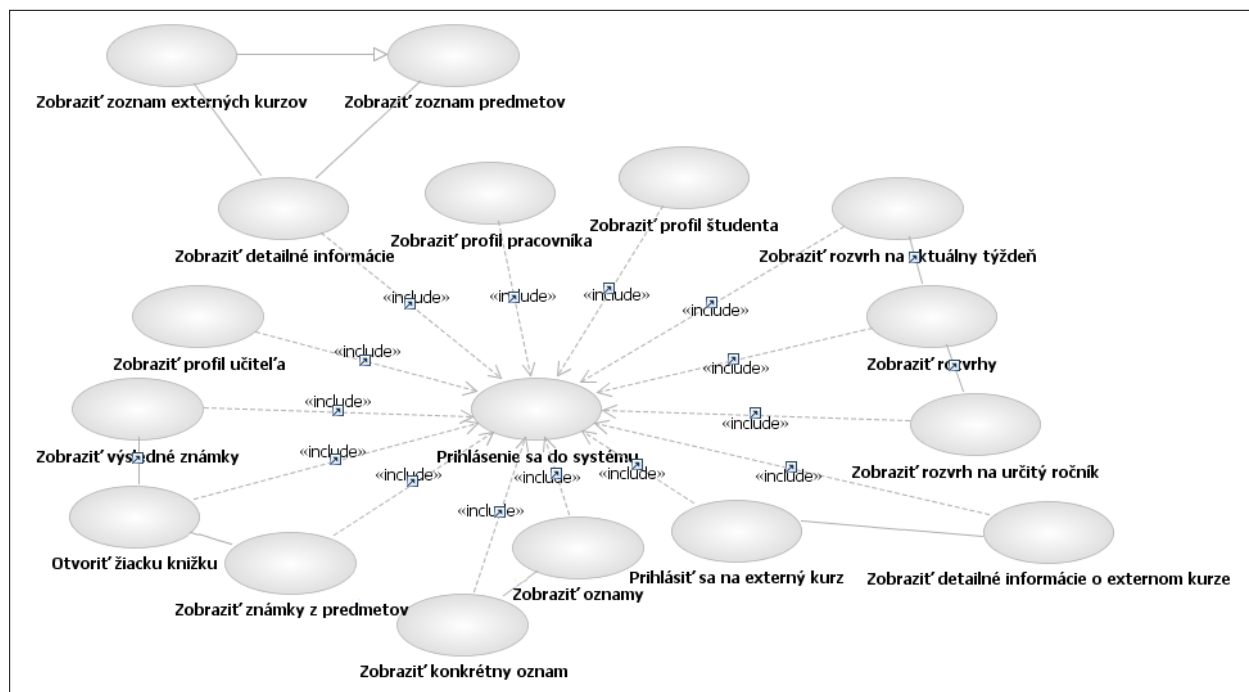 Zobraziť zoznam externých kurzov
Zobraziť zoznam predmetov
Zobraziť detailné informácie
Zobraziť profil pracovníka
Zobraziť profil študenta
Zobraziť rozvrh na aktuálny týždeň
«include»
«include»
«include»
«include»
Zobraziť profil učiteľa
«include»
«include»
Zobraziť rozvrhy
«include»
«include»
Zobraziť výsledné známky
«include»
Prihlásenie sa do systému
Zobraziť rozvrh na určitý ročník
«include»
«include»
«include»
«include»
«include»
Otvoriť žiacku knižku
Zobraziť známky z predmetov
Zobraziť oznamy
Prihlásiť sa na externý kurz
Zobraziť detailné informácie o externom kurze
Zobraziť konkrétny oznam